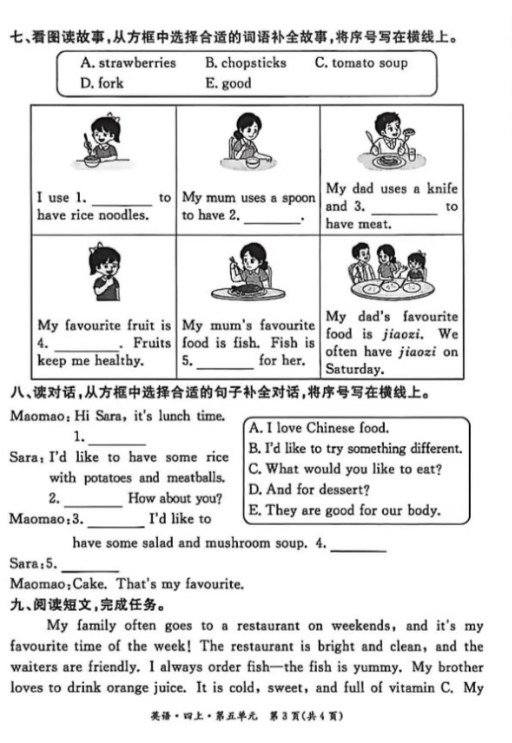 七、看图读故事,从方框中选择合适的词语补全故事,将序号写在横线上。
A. strawberries B. chopsticks C. tomato soup
D. fork E. good
I use 1. ________ to
have rice noodles.
My mum uses a spoon
to have 2. ________.
My dad uses a knife
and 3. ________ to
have meat.
My favourite fruit is
4. ________. Fruits
keep me healthy.
My mum's favourite
food is fish. Fish is
5. ________ for her.
My dad's favourite
food is jiaozi. We
often have jiaozi on
Saturday.
八、读对话,从方框中选择合适的句子补全对话,将序号写在横线上。
Maomao: Hi Sara, it's lunch time.
1. ________
Sara: I'd like to have some rice
with potatoes and meatballs.
2. ________ How about you?
Maomao: 3. ________ I'd like to
have some salad and mushroom soup. 4. ________
Sara: 5. ________
Maomao: Cake. That's my favourite.
A. I love Chinese food.
B. I'd like to try something different.
C. What would you like to eat?
D. And for dessert?
E. They are good for our body.
九、阅读短文,完成任务。
My family often goes to a restaurant on weekends, and it's my
favourite time of the week! The restaurant is bright and clean, and the
waiters are friendly. I always order fish—the fish is yummy. My brother
loves to drink orange juice. It is cold, sweet, and full of vitamin C. My
英语·四上·第五单元 第3页(共4页)